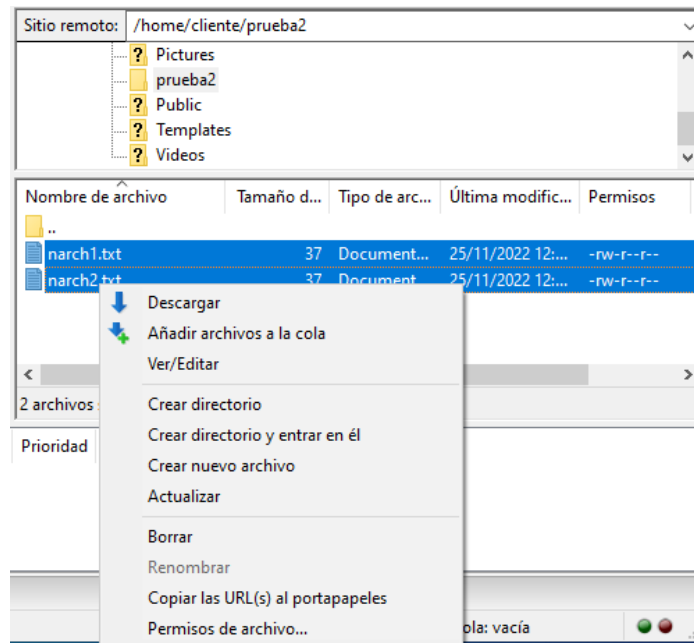 Sitio remoto: /home/cliente/prueba2
? Pictures
prueba2
? Public
? Templates
? Videos
Nombre de archivo Tamaño d... Tipo de arc... Última modific... Permisos
..
narch1.txt 37 Document... 25/11/2022 12:... -rw-r--r--
narch2.txt 37 Document... 25/11/2022 12:... -rw-r--r--
Descargar
Añadir archivos a la cola
Ver/Editar
Crear directorio
2 archivos
Crear directorio y entrar en él
Prioridad
Crear nuevo archivo
Actualizar
Borrar
Renombrar
Copiar las URL(s) al portapapeles
Permisos de archivo... ola: vacía